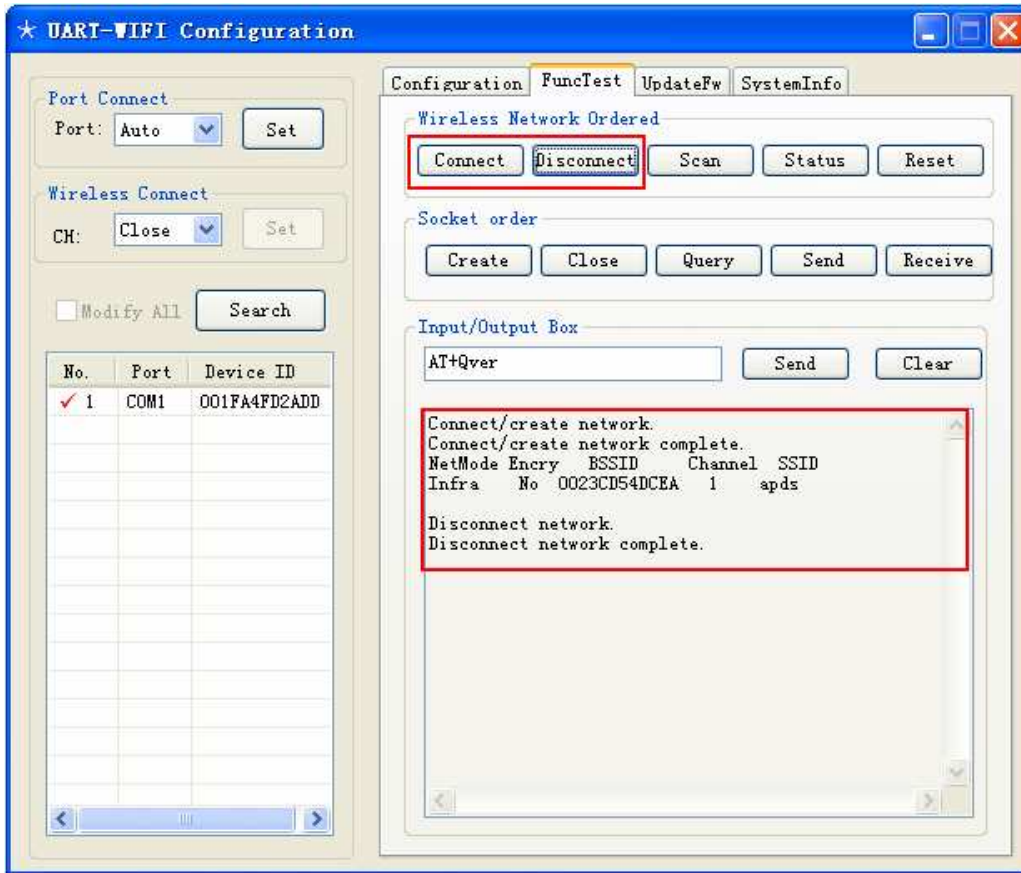 UART-WIFI Configuration
Port Connect
Port: Auto Set
Wireless Connect
CH: Close Set
Modify All Search
No. Port Device ID
1 COM1 001FA4FD2ADD
Configuration FuncTest UpdateFw SystemInfo
Wireless Network Ordered
Connect Disconnect Scan Status Reset
Socket order
Create Close Query Send Receive
Input/Output Box
AT+Qver Send Clear
Connect/create network.
Connect/create network complete.
NetMode Encry BSSID Channel SSID
Infra No 0023CD54DCEA 1 apds
Disconnect network.
Disconnect network complete.